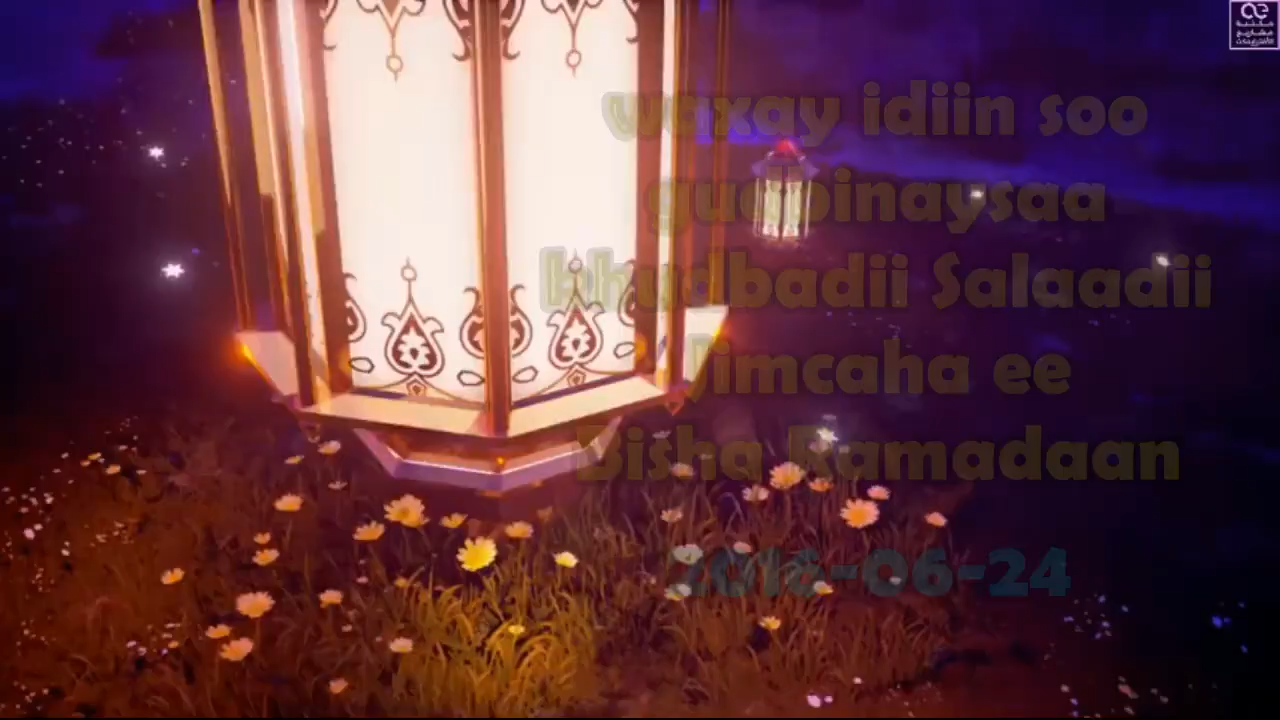 waxay idiin soo
gudbinaysaa
khudbadii Salaadii
Jimcaha ee
Bisha Ramadaan
2016-06-24